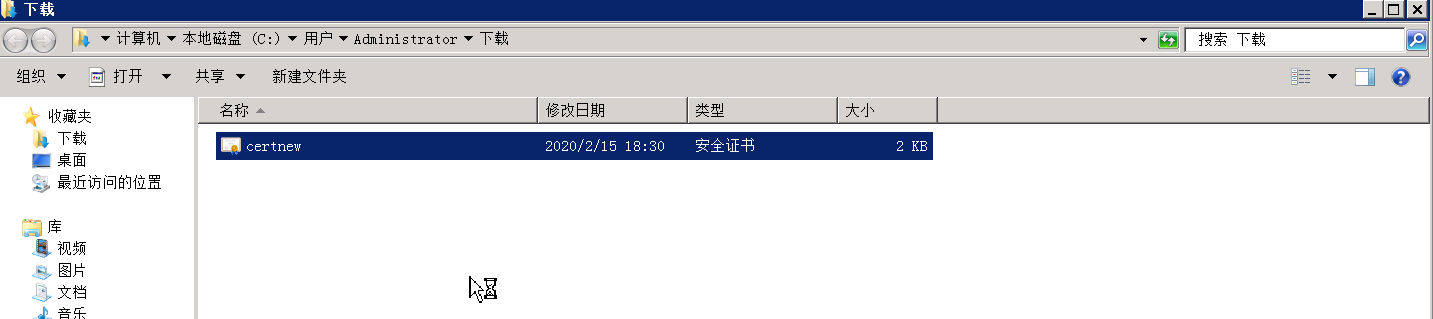 下载
计算机 本地磁盘 (C:) 用户 Administrator 下载
搜索 下载
组织 打开 共享 新建文件夹
名称 修改日期 类型 大小
certnew 2020/2/15 18:30 安全证书 2 KB
收藏夹
下载
桌面
最近访问的位置
库
视频
图片
文档
音乐